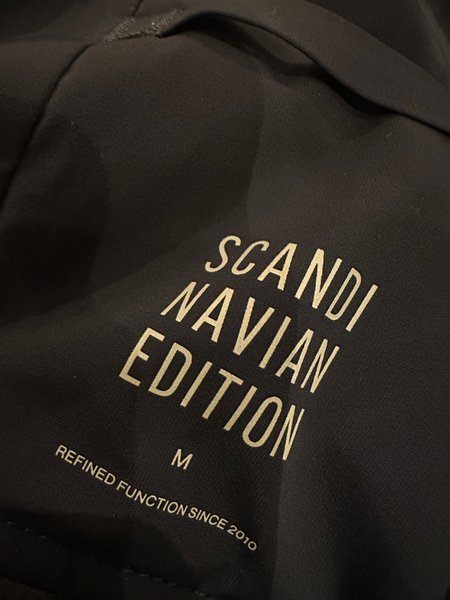 SCANDI
NAVIAN
EDITION
M
REFINED FUNCTION SINCE 2010